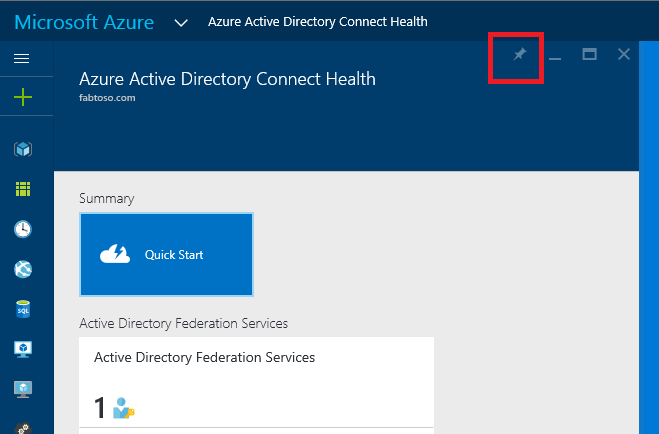 Microsoft Azure
Azure Active Directory Connect Health
Azure Active Directory Connect Health
fabtoso.com
Summary
Quick Start
SQL
Active Directory Federation Services
Active Directory Federation Services
1